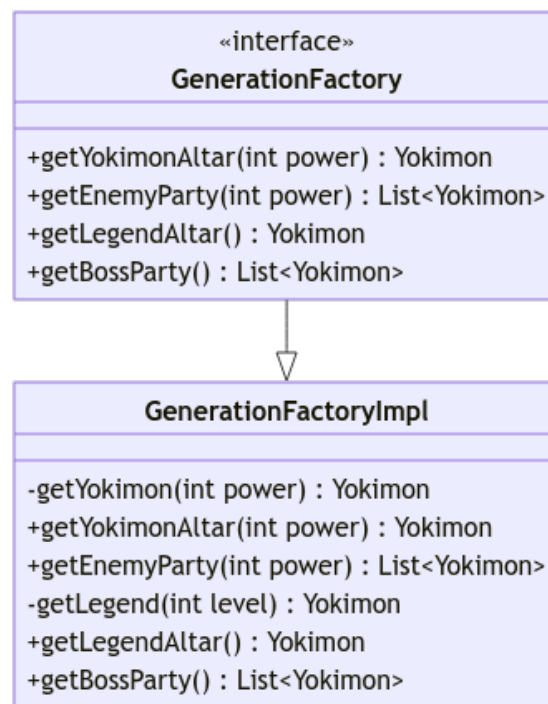 «interface»
GenerationFactory
+getYokimonAltar(int power) : Yokimon
+getEnemyParty(int power) : List<Yokimon>
+getLegendAltar() : Yokimon
+getBossParty() : List<Yokimon>
GenerationFactoryImpl
-getYokimon(int power) : Yokimon
+getYokimonAltar(int power) : Yokimon
+getEnemyParty(int power) : List<Yokimon>
-getLegend(int level) : Yokimon
+getLegendAltar() : Yokimon
+getBossParty() : List<Yokimon>